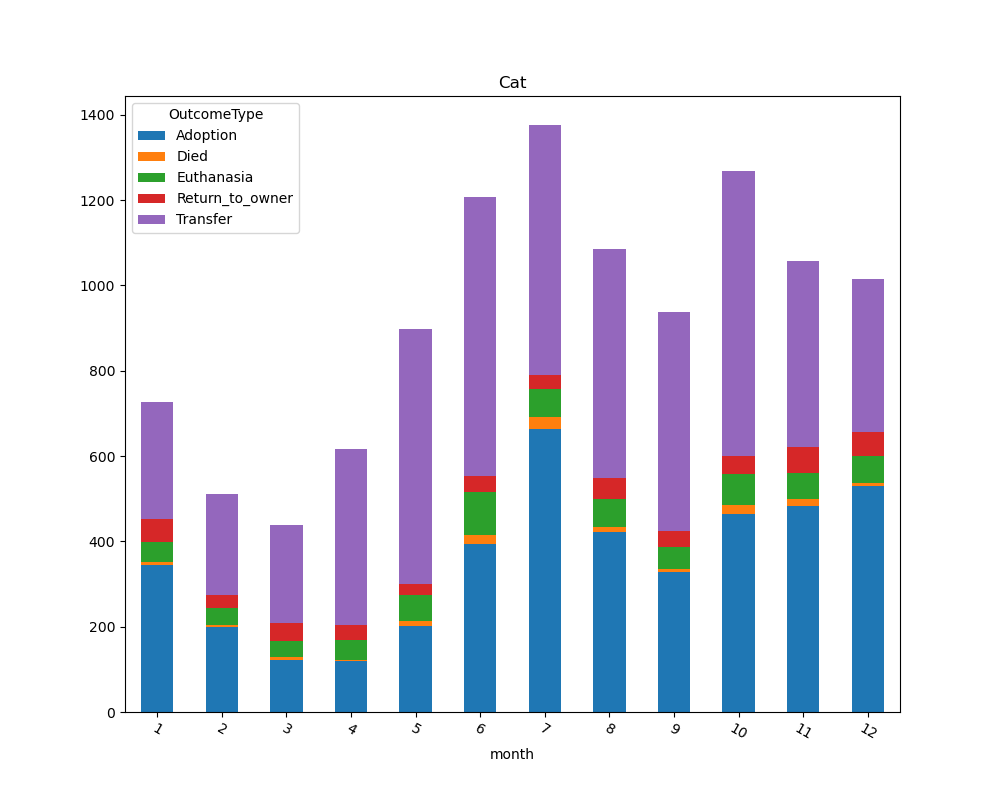 Cat
OutcomeType
Adoption
Died
Euthanasia
Return_to_owner
Transfer
1400
1200
1000
800
600
400
200
0
1 2 3 4 5 6 7 8 9 10 11 12
month